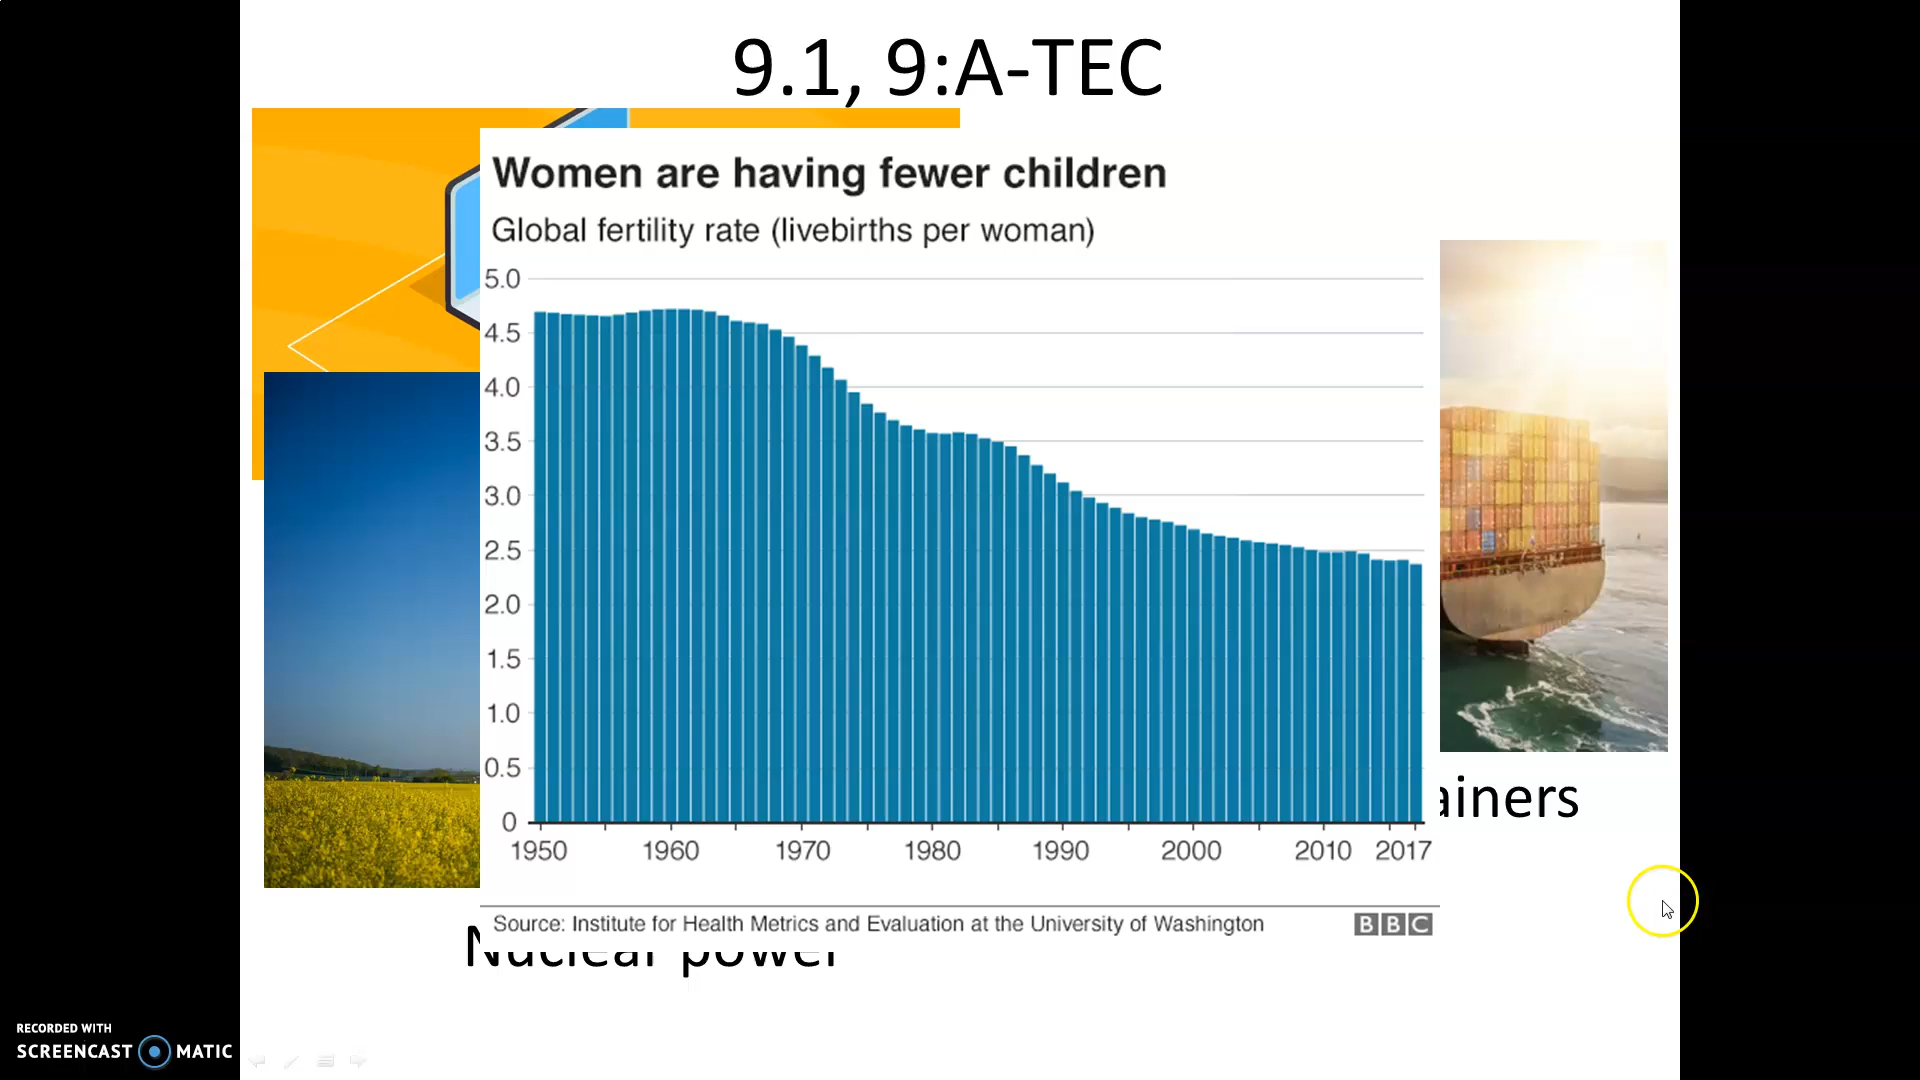 9.1, 9:A-TEC
Women are having fewer children
Global fertility rate (livebirths per woman)
5.0
4.5
4.0
3.5
3.0
2.5
2.0
1.5
1.0
0.5
0
1950 1960 1970 1980 1990 2000 2010 2017
ainers
Source: Institute for Health Metrics and Evaluation at the University of Washington BBC
Nuclear power
RECORDED WITH
SCREENCAST MATIC